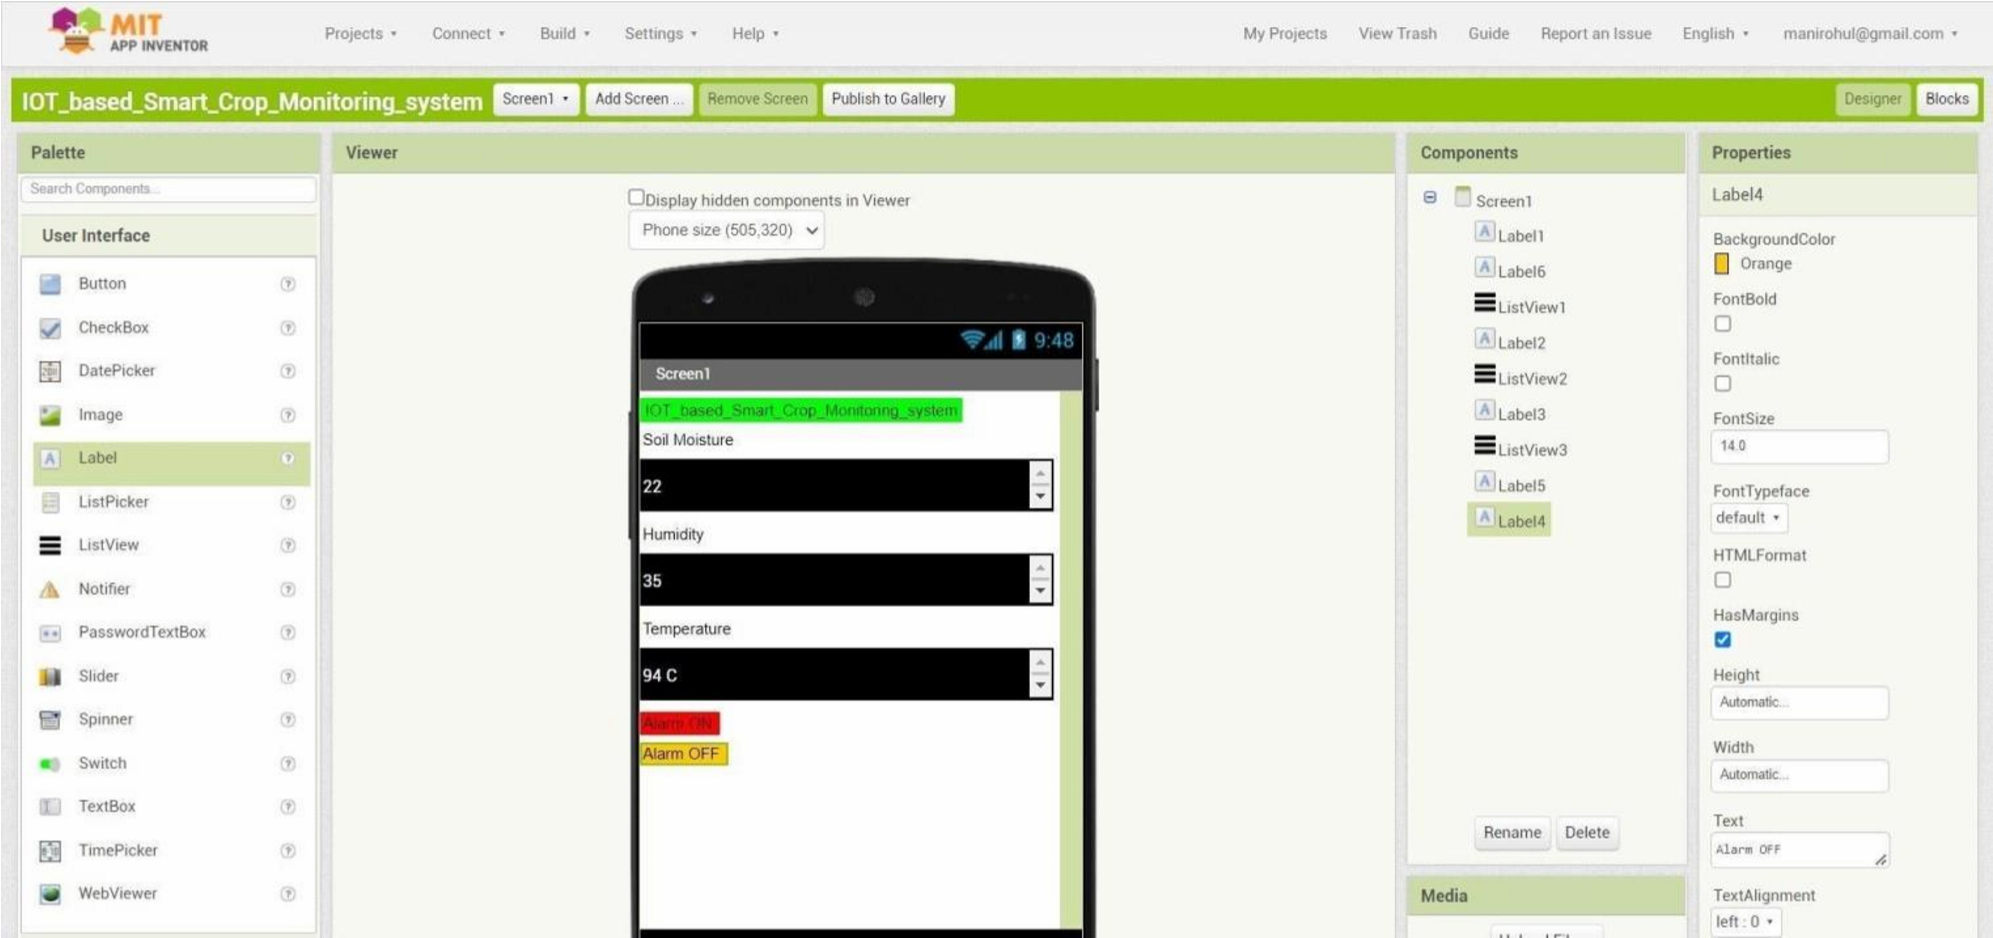 MIT
APP INVENTOR
Projects
Connect
Build
Settings
Help
My Projects
View Trash
Guide
Report an Issue
English
manirohul@gmail.com
IOT_based_Smart_Crop_Monitoring_system
Screen1
Add Screen ...
Remove Screen
Publish to Gallery
Designer
Blocks
Palette
Search Components...
User Interface
Button
CheckBox
DatePicker
Image
Label
ListPicker
ListView
Notifier
PasswordTextBox
Slider
Spinner
Switch
TextBox
TimePicker
WebViewer
Viewer
Display hidden components in Viewer
Phone size (505,320)
9:48
Screen1
IOT_based_Smart_Crop_Monitoring_system
Soil Moisture
22
Humidity
35
Temperature
94 C
Alarm ON
Alarm OFF
Components
Screen1
Label1
Label6
ListView1
Label2
ListView2
Label3
ListView3
Label5
Label4
Rename
Delete
Media
Properties
Label4
BackgroundColor
Orange
FontBold
FontItalic
FontSize
14.0
FontTypeface
default
HTMLFormat
HasMargins
Height
Automatic...
Width
Automatic...
Text
Alarm OFF
TextAlignment
left : 0